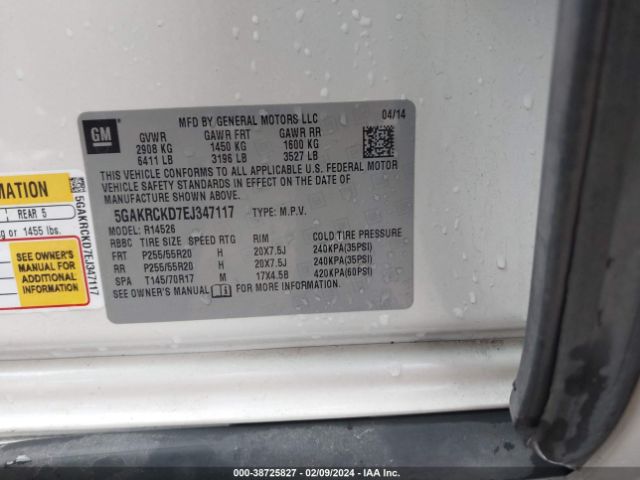 GM
MFD BY GENERAL MOTORS LLC
04/14
GVWR GAWR FRT GAWR RR
2908 KG 1450 KG 1600 KG
6411 LB 3196 LB 3527 LB
THIS VEHICLE CONFORMS TO ALL APPLICABLE U.S. FEDERAL MOTOR
VEHICLE SAFETY STANDARDS IN EFFECT ON THE DATE OF
MANUFACTURE SHOWN ABOVE.
5GAKRCKD7EJ347117 TYPE: M.P.V.
MODEL: R14526
RBBC TIRE SIZE SPEED RTG RIM COLD TIRE PRESSURE
FRT P255/55R20 H 20X7.5J 240KPA(35PSI)
RR P255/55R20 H 20X7.5J 240KPA(35PSI)
SPA T145/70R17 M 17X4.5B 420KPA(60PSI)
SEE OWNER'S MANUAL FOR MORE INFORMATION.
RMATION
REAR 5
g or 1455 lbs.
SEE OWNER'S
MANUAL FOR
ADDITIONAL
INFORMATION
5GAKRCKD7EJ347117
000-38725827 - 02/09/2024 - IAA Inc.